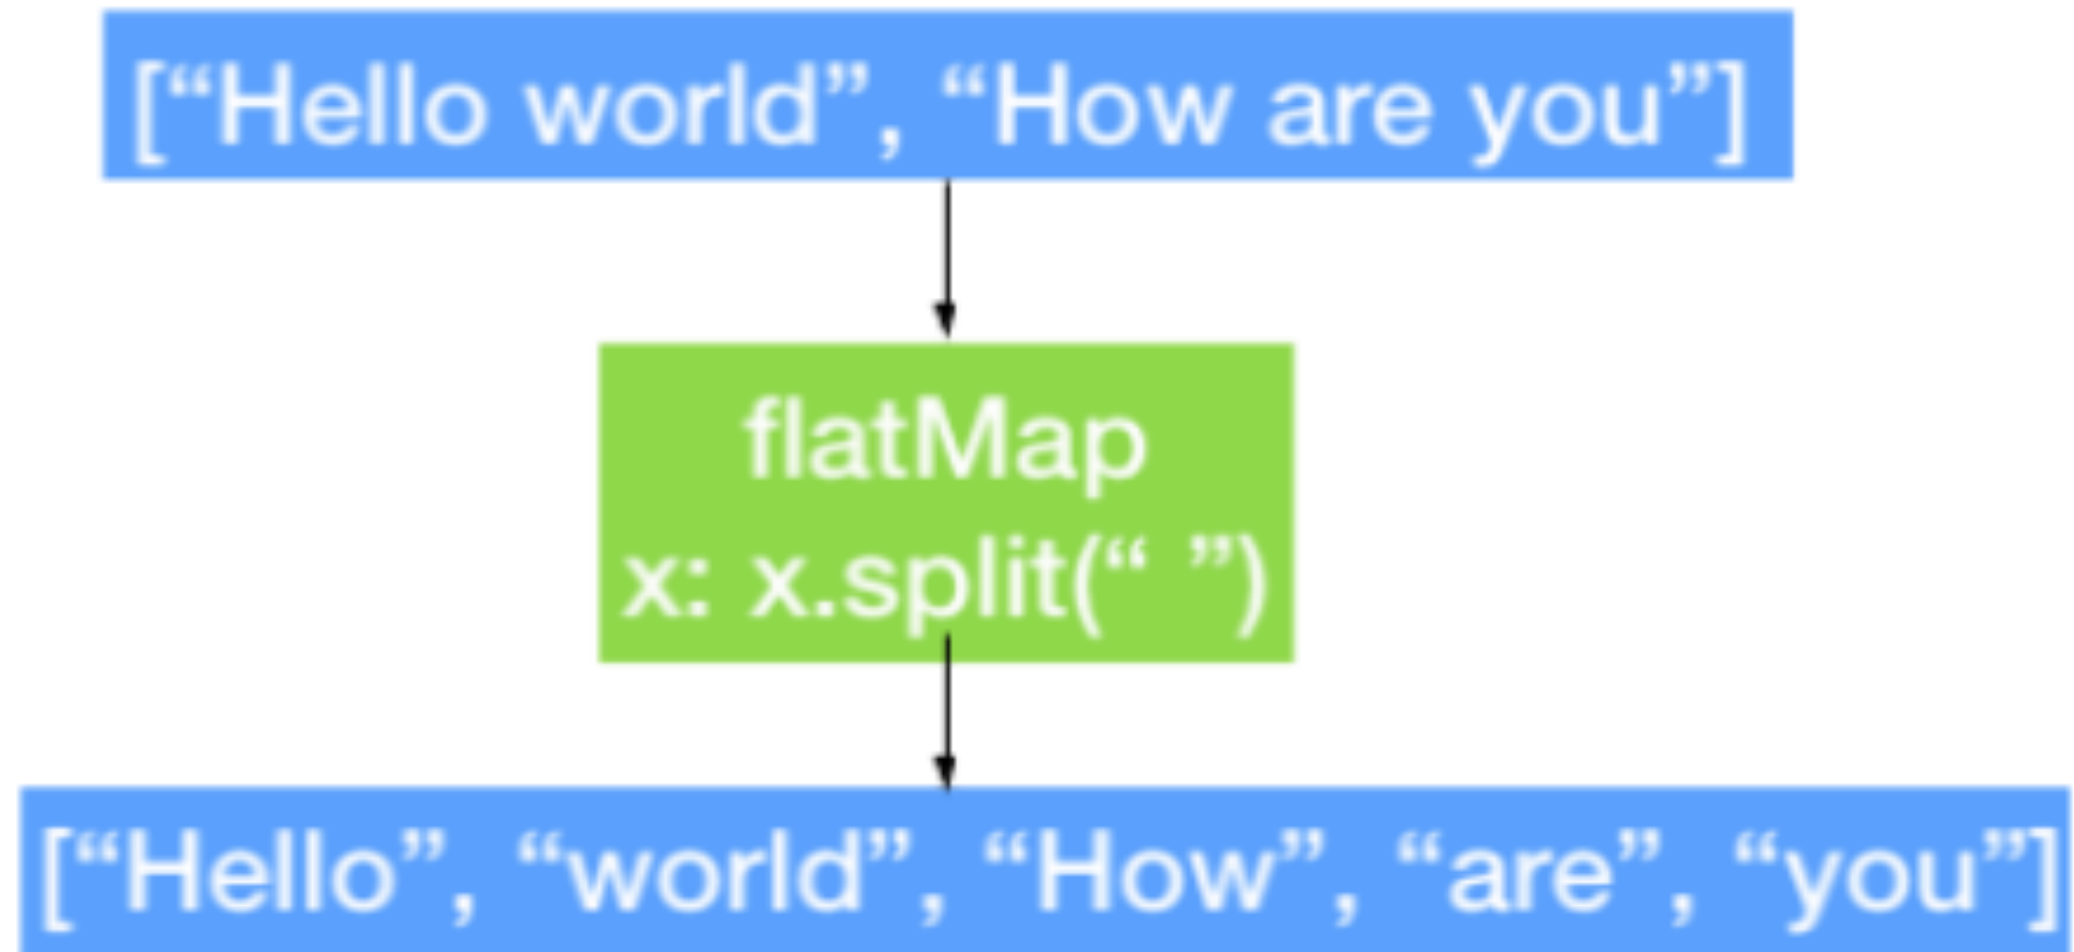 [“Hello world”, “How are you”]
flatMap
x: x.split(“ ”)
[“Hello”, “world”, “How”, “are”, “you”]